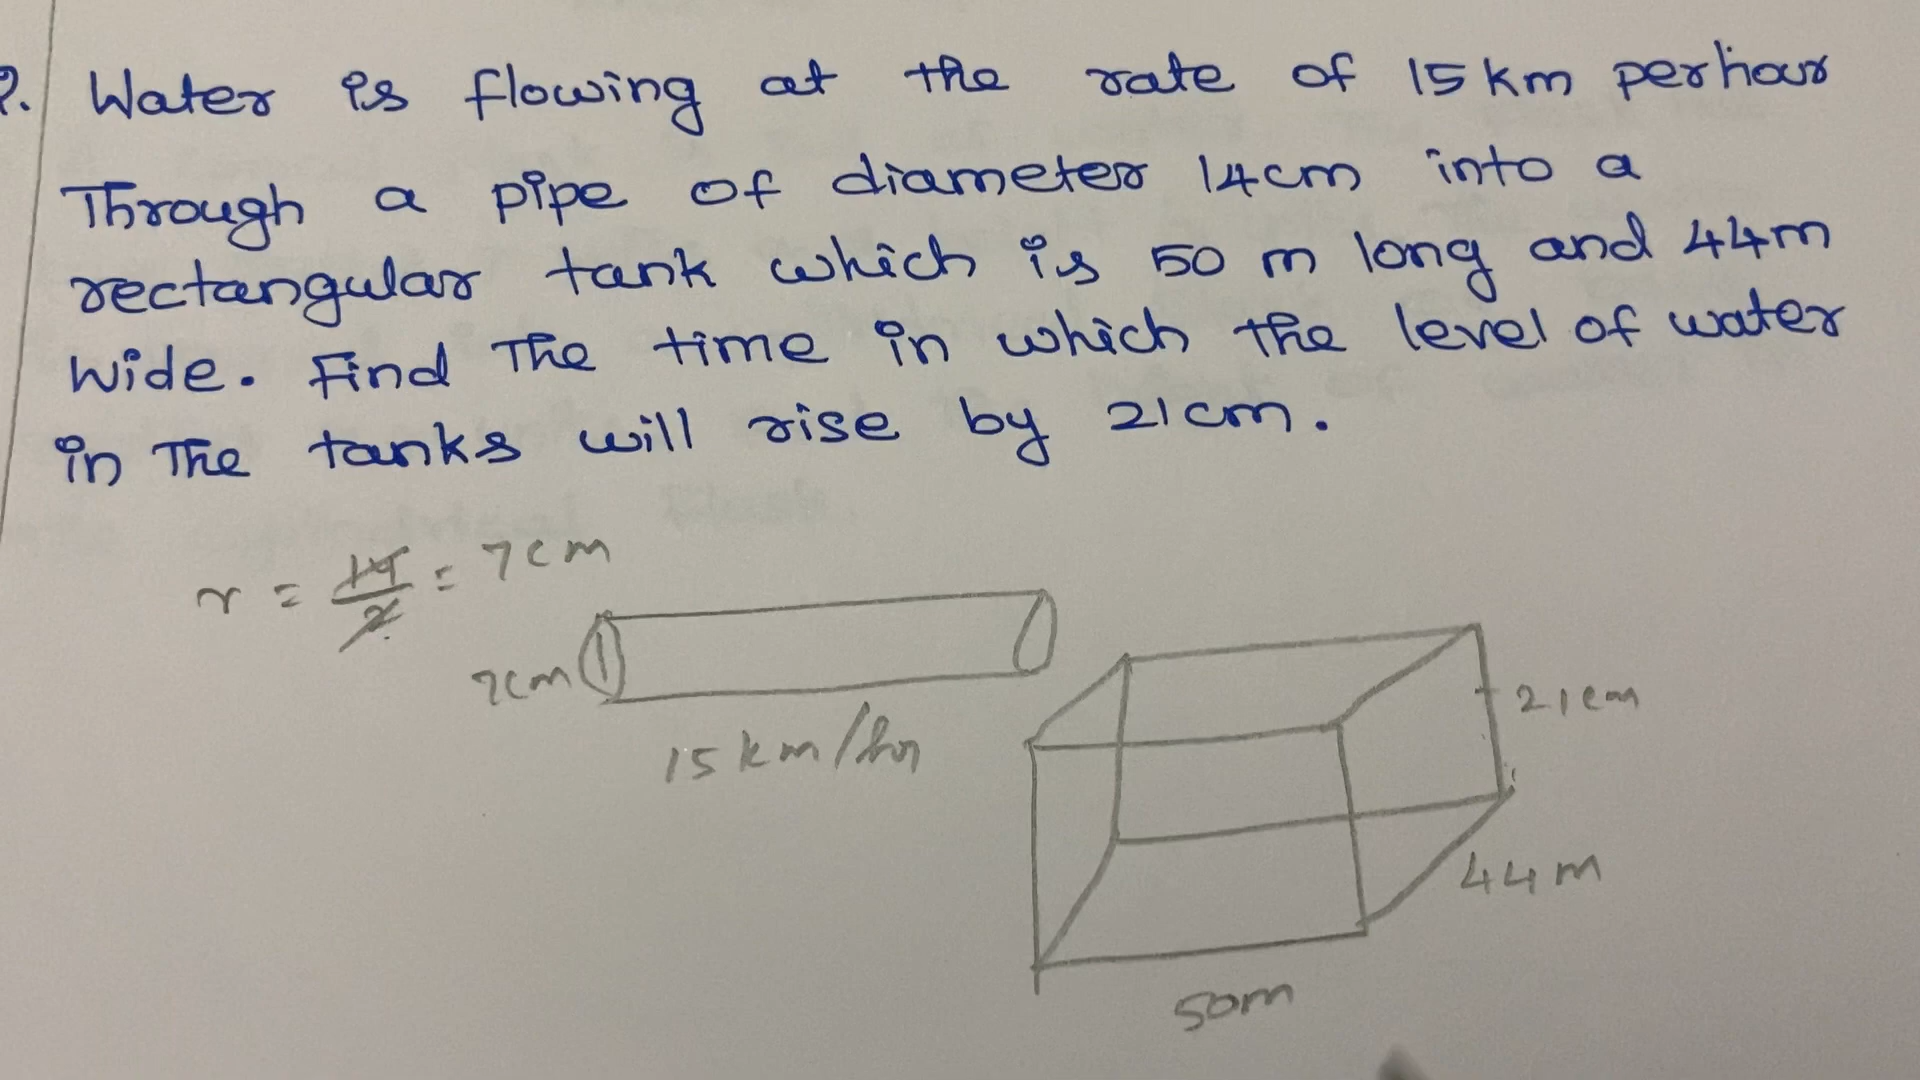 ?. Water is flowing at the rate of 15 km per hour
Through a pipe of diameter 14cm into a
rectangular tank which is 50 m long and 44m
wide. Find The time in which the level of water
in The tanks will rise by 21cm.
r = 14/2 = 7cm
7cm
15 km/hr
21cm
44m
50m